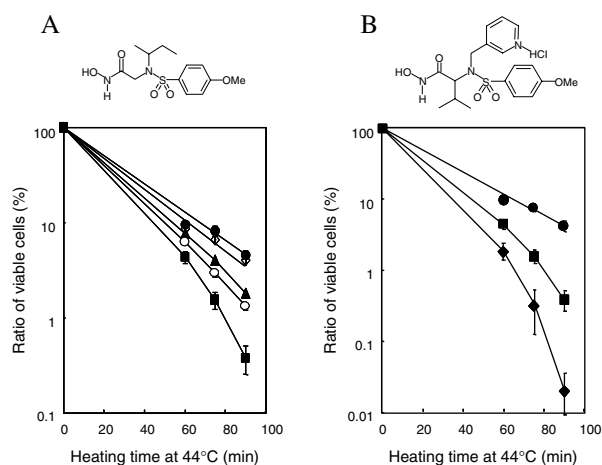 A
B
O
HO
N
H
N
S
O O
OMe
N
HCl
O
HO
N
H
N
S
O O
OMe
Ratio of viable cells (%)
100
10
1
0.1
0 20 40 60 80 100
Heating time at 44°C (min)
Ratio of viable cells (%)
100
10
1
0.1
0.01
0 20 40 60 80 100
Heating time at 44°C (min)